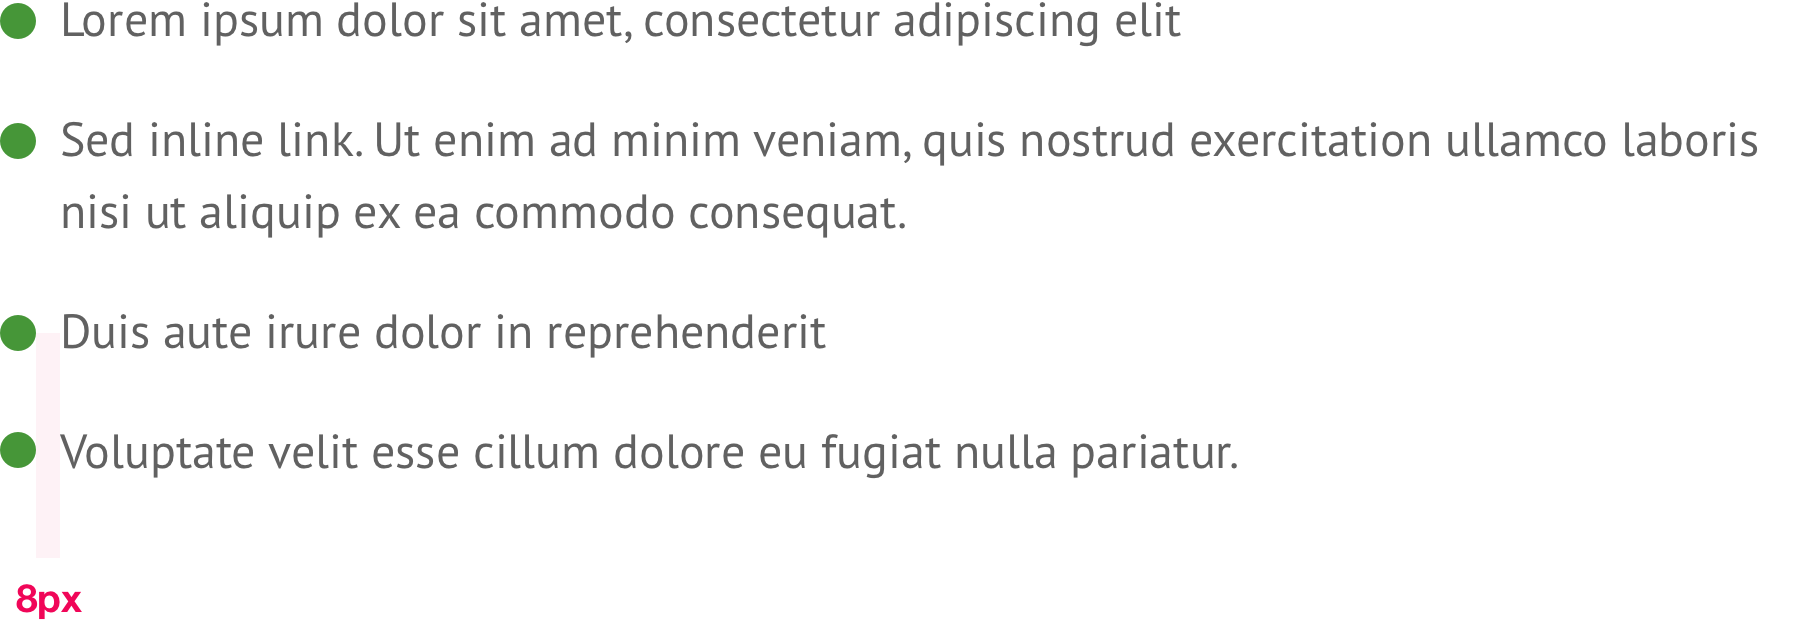 Lorem ipsum dolor sit amet, consectetur adipiscing elit
Sed inline link. Ut enim ad minim veniam, quis nostrud exercitation ullamco laboris
nisi ut aliquip ex ea commodo consequat.
Duis aute irure dolor in reprehenderit
Voluptate velit esse cillum dolore eu fugiat nulla pariatur.
8px